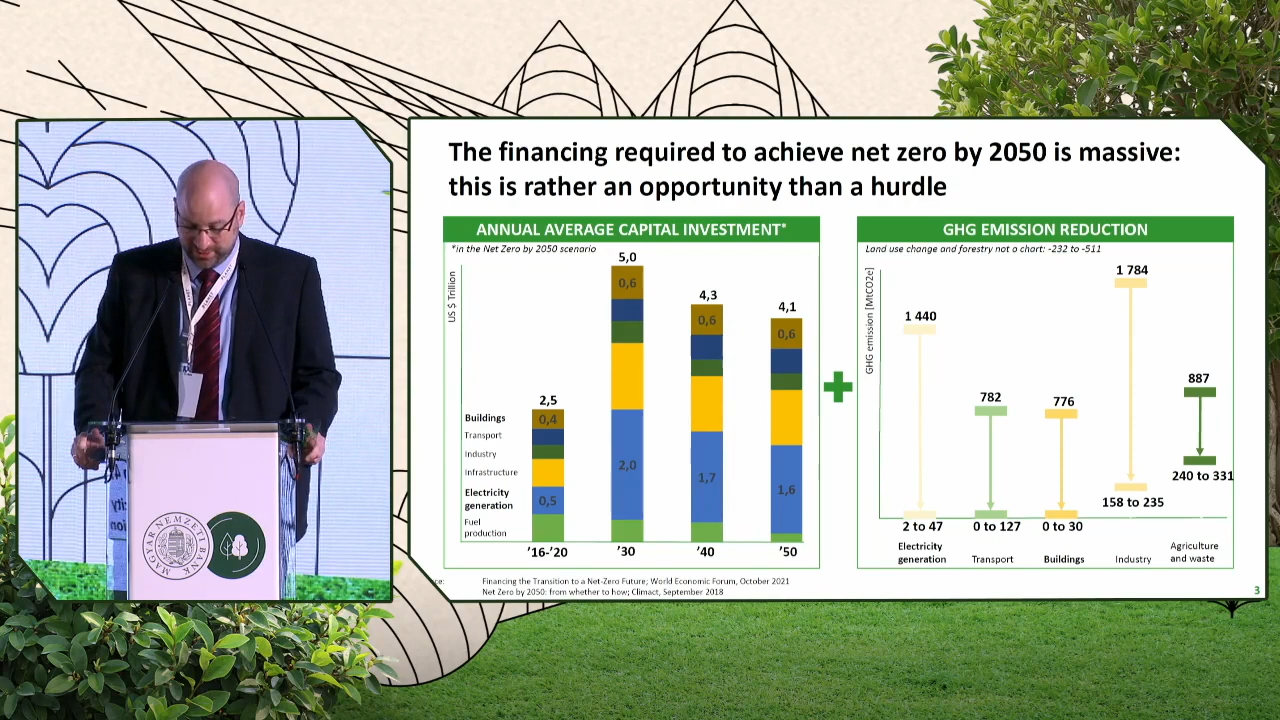 The financing required to achieve net zero by 2050 is massive:
this is rather an opportunity than a hurdle
ANNUAL AVERAGE CAPITAL INVESTMENT*
*in the Net Zero by 2050 scenario
US $ Trillion
5,0
0,6
2,0
4,3
0,6
1,7
4,1
0,6
1,6
2,5
0,4
0,5
Buildings
Transport
Industry
Infrastructure
Electricity
generation
Fuel
production
'16-'20
'30
'40
'50
GHG EMISSION REDUCTION
Land use change and forestry not a chart: -232 to -511
GHG emission [MtCO2e]
1 440
782
776
1 784
887
2 to 47
0 to 127
0 to 30
158 to 235
240 to 331
Electricity
generation
Transport
Buildings
Industry
Agriculture
and waste
ce:
Financing the Transition to a Net-Zero Future; World Economic Forum, October 2021
Net Zero by 2050: from whether to how; Climact, September 2018
3
MAGYAR NEMZETI BANK